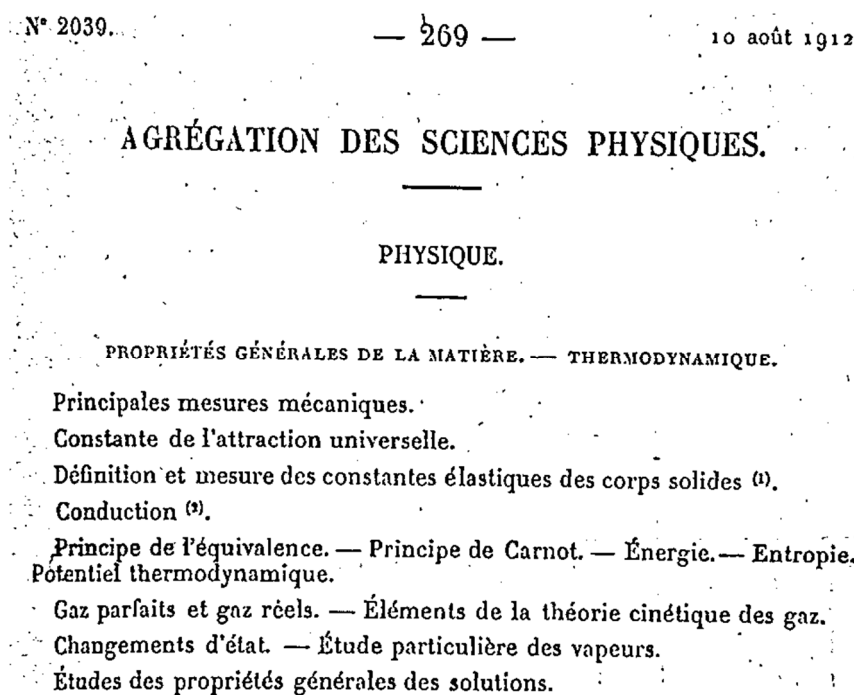 N° 2039.
— 269 —
10 août 1912
AGRÉGATION DES SCIENCES PHYSIQUES.
PHYSIQUE.
PROPRIÉTÉS GÉNÉRALES DE LA MATIÈRE. — THERMODYNAMIQUE.
Principales mesures mécaniques.
Constante de l'attraction universelle.
Définition et mesure des constantes élastiques des corps solides (1).
Conduction (2).
Principe de l'équivalence. — Principe de Carnot. — Énergie. — Entropie.
Potentiel thermodynamique.
Gaz parfaits et gaz réels. — Éléments de la théorie cinétique des gaz.
Changements d'état. — Étude particulière des vapeurs.
Études des propriétés générales des solutions.